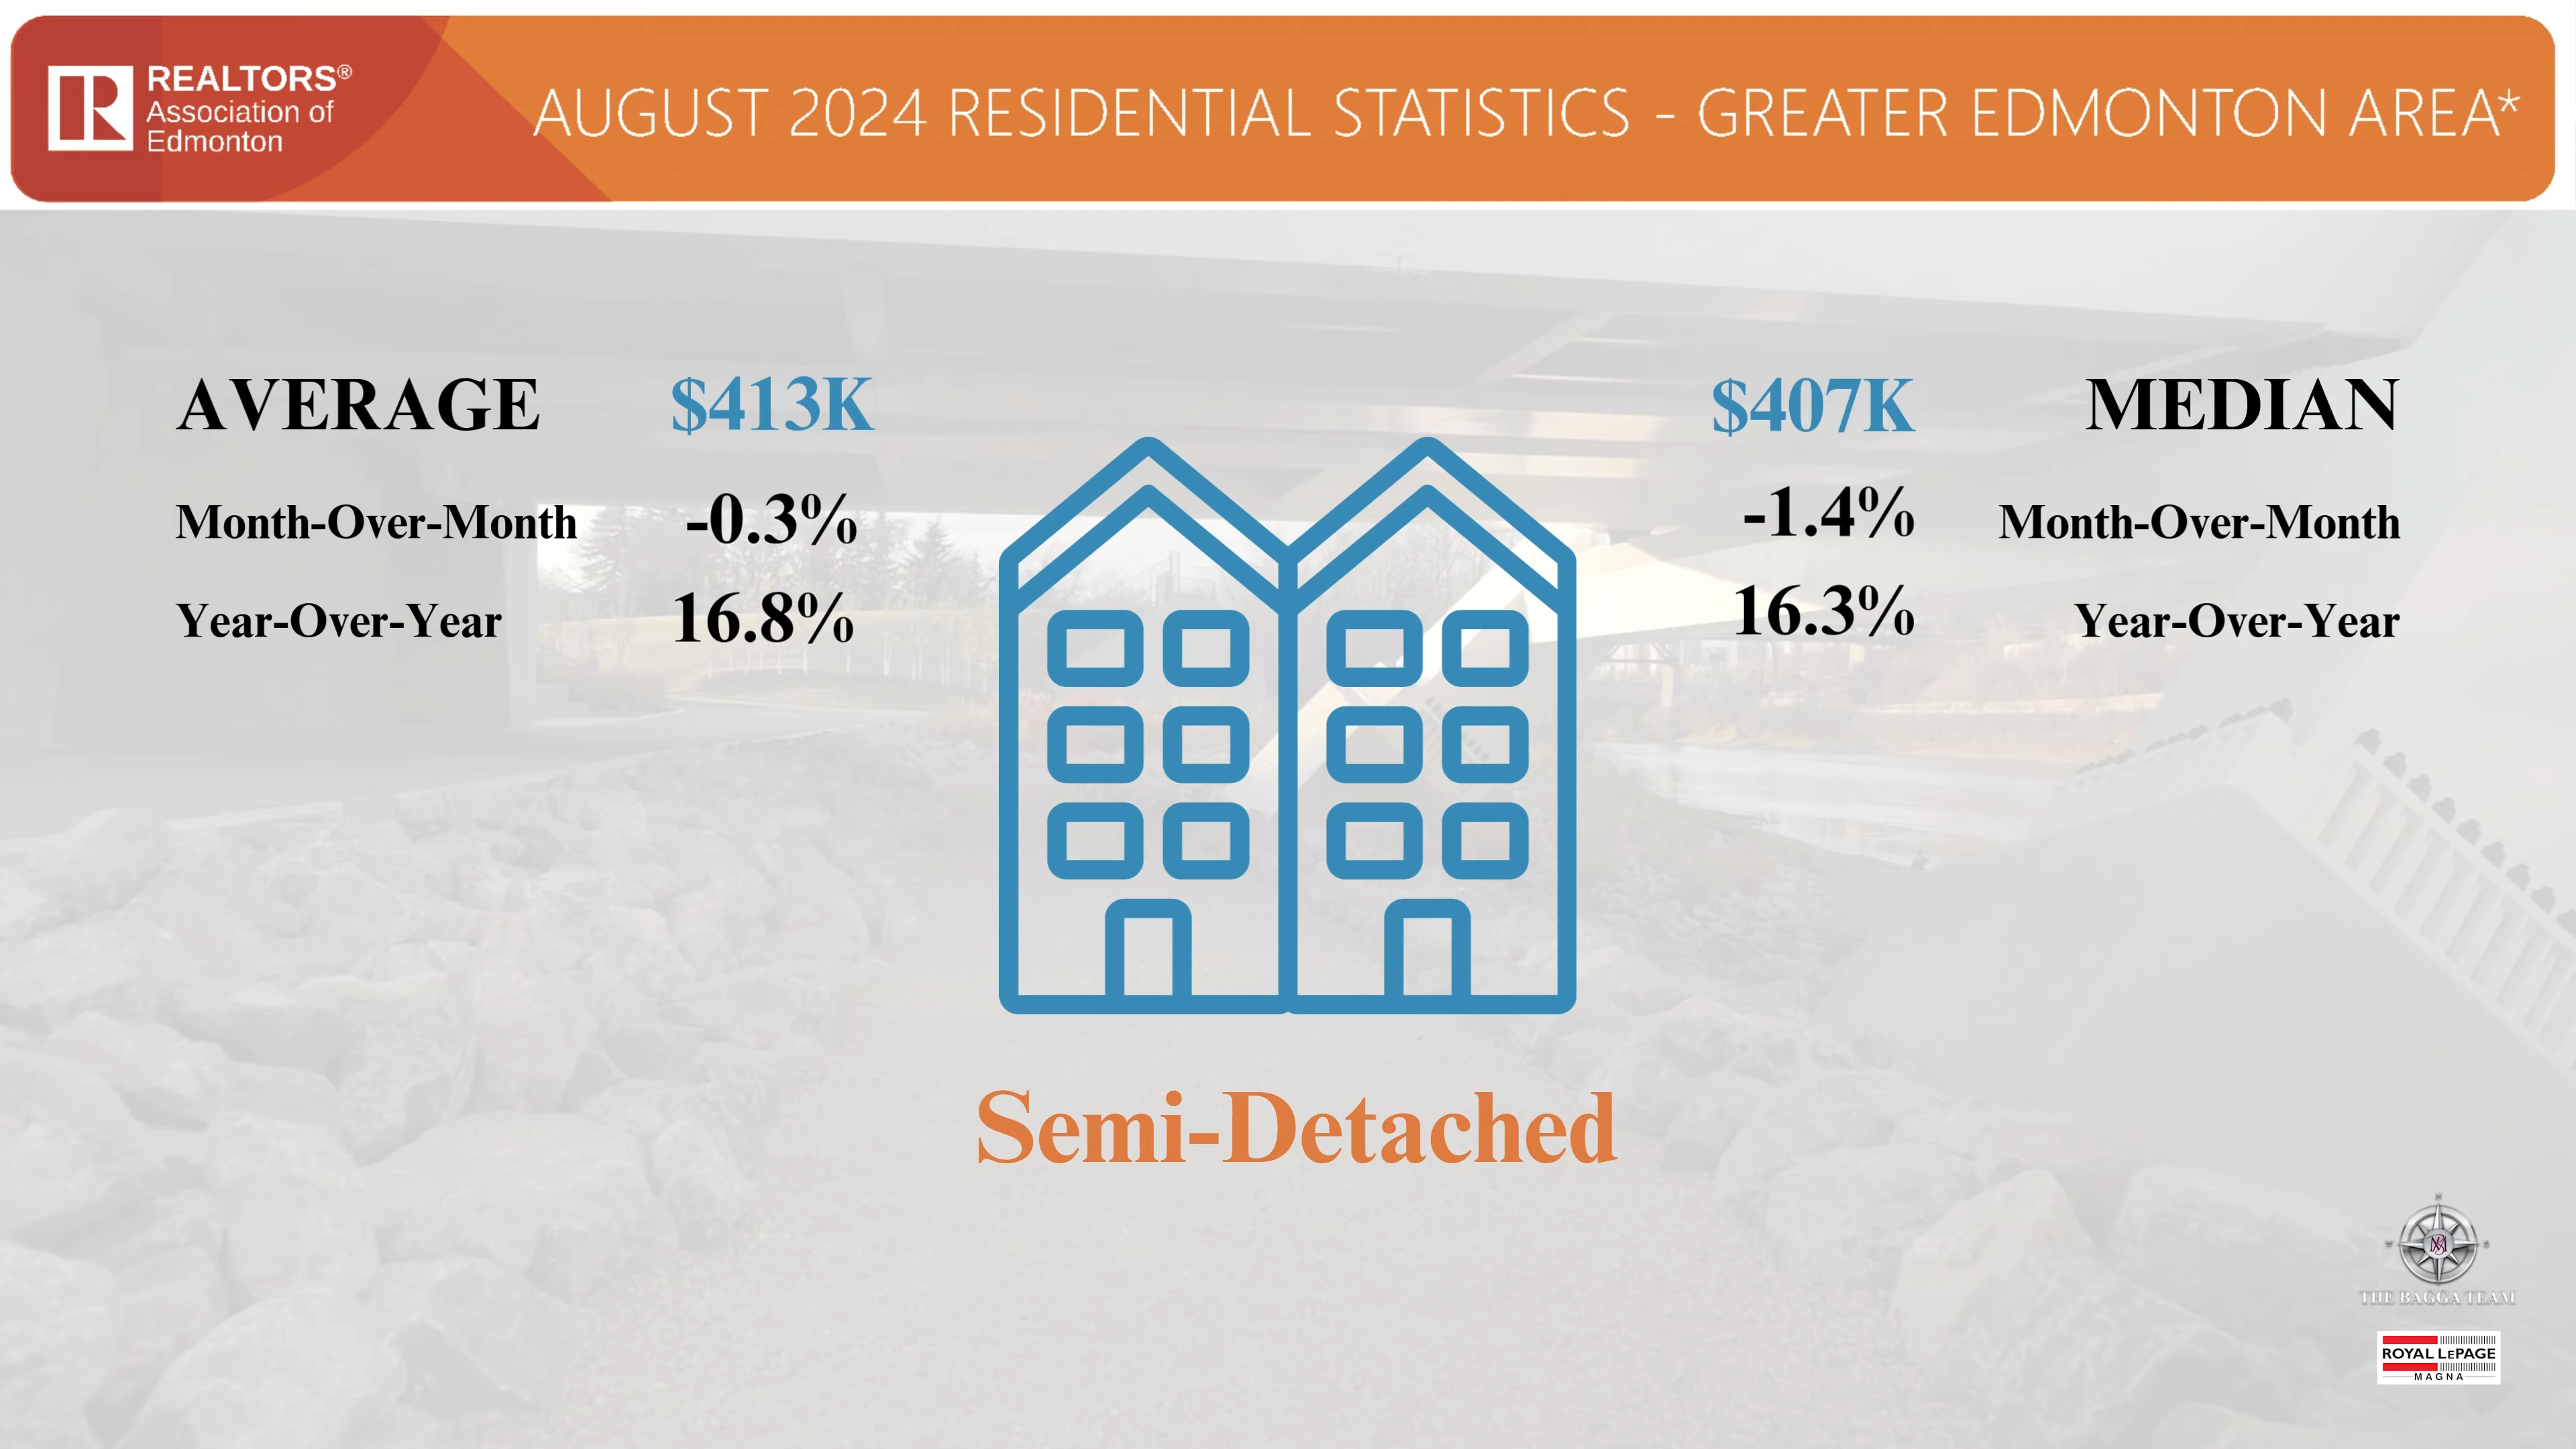 REALTORS®
Association of
Edmonton
AUGUST 2024 RESIDENTIAL STATISTICS - GREATER EDMONTON AREA*
AVERAGE $413K
Month-Over-Month -0.3%
Year-Over-Year 16.8%
$407K MEDIAN
-1.4% Month-Over-Month
16.3% Year-Over-Year
Semi-Detached
N
W E
THE BAGGA TEAM
ROYAL LEPAGE
MAGNA